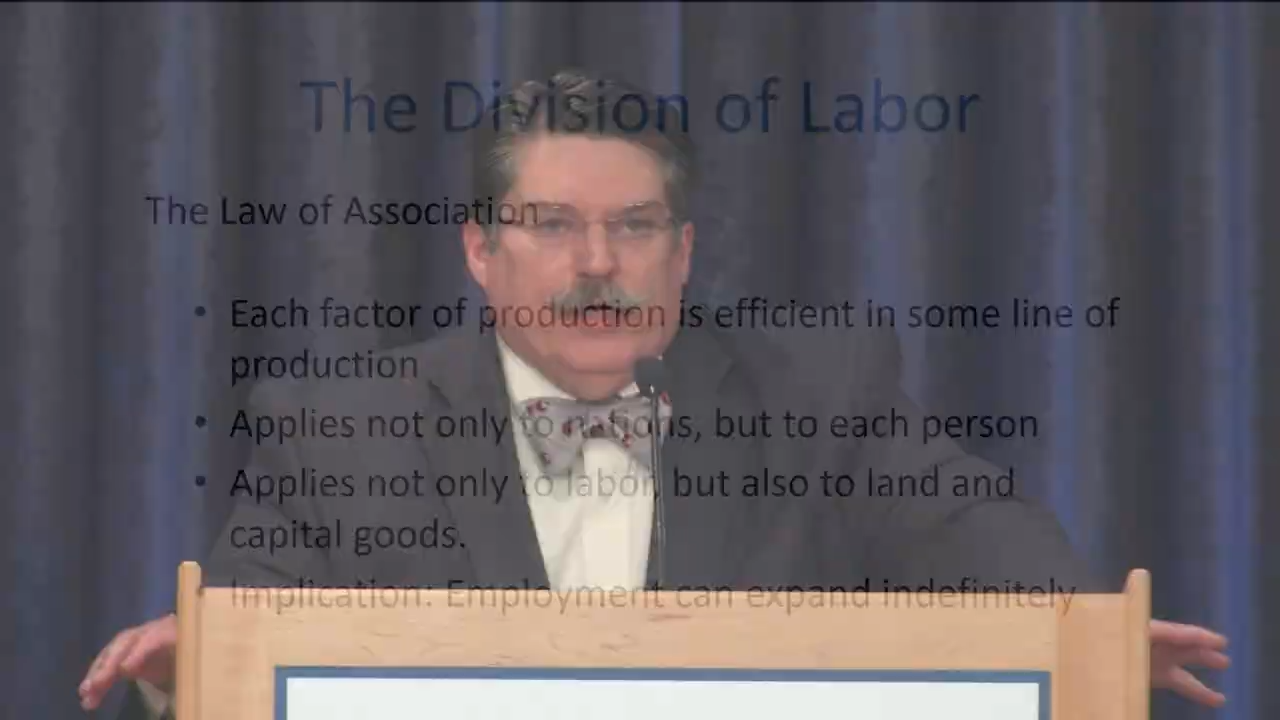 The Division of Labor
The Law of Association
• Each factor of production is efficient in some line of
production
• Applies not only to nations, but to each person
• Applies not only to labor, but also to land and
capital goods.
Implication: Employment can expand indefinitely